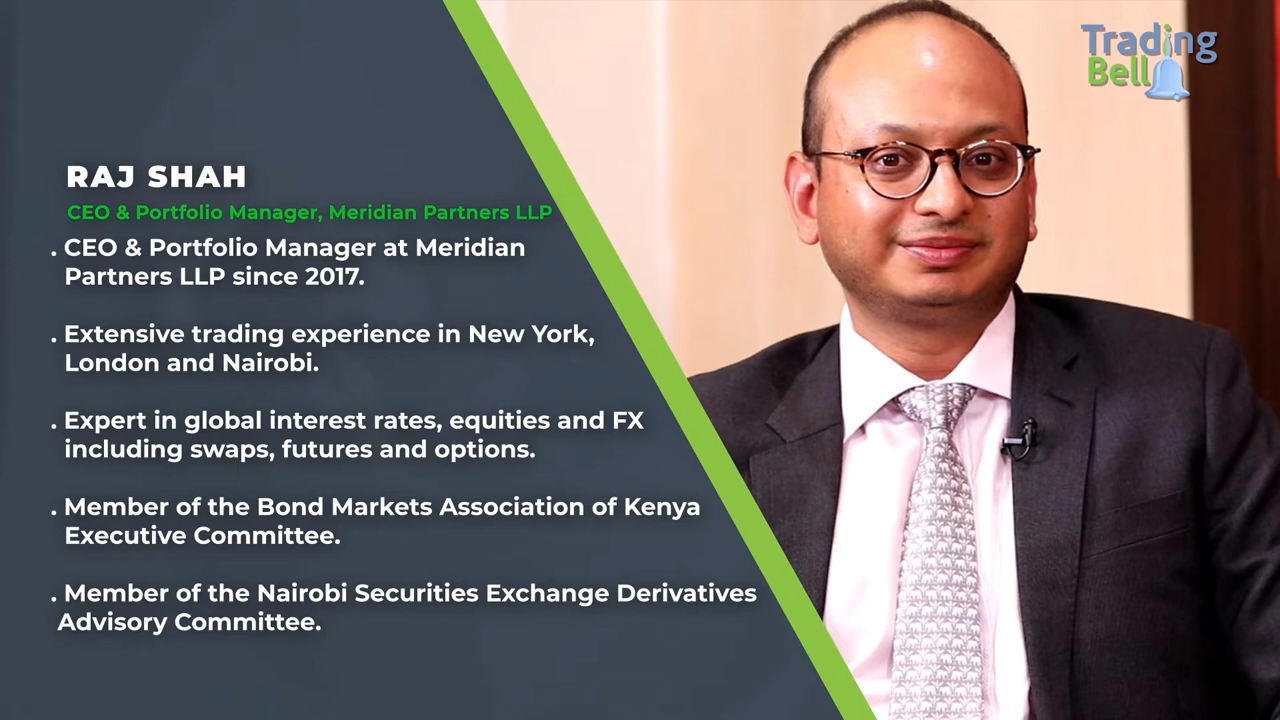 Trading
Bell
RAJ SHAH
CEO & Portfolio Manager, Meridian Partners LLP
. CEO & Portfolio Manager at Meridian
Partners LLP since 2017.
. Extensive trading experience in New York,
London and Nairobi.
. Expert in global interest rates, equities and FX
including swaps, futures and options.
. Member of the Bond Markets Association of Kenya
Executive Committee.
. Member of the Nairobi Securities Exchange Derivatives
Advisory Committee.